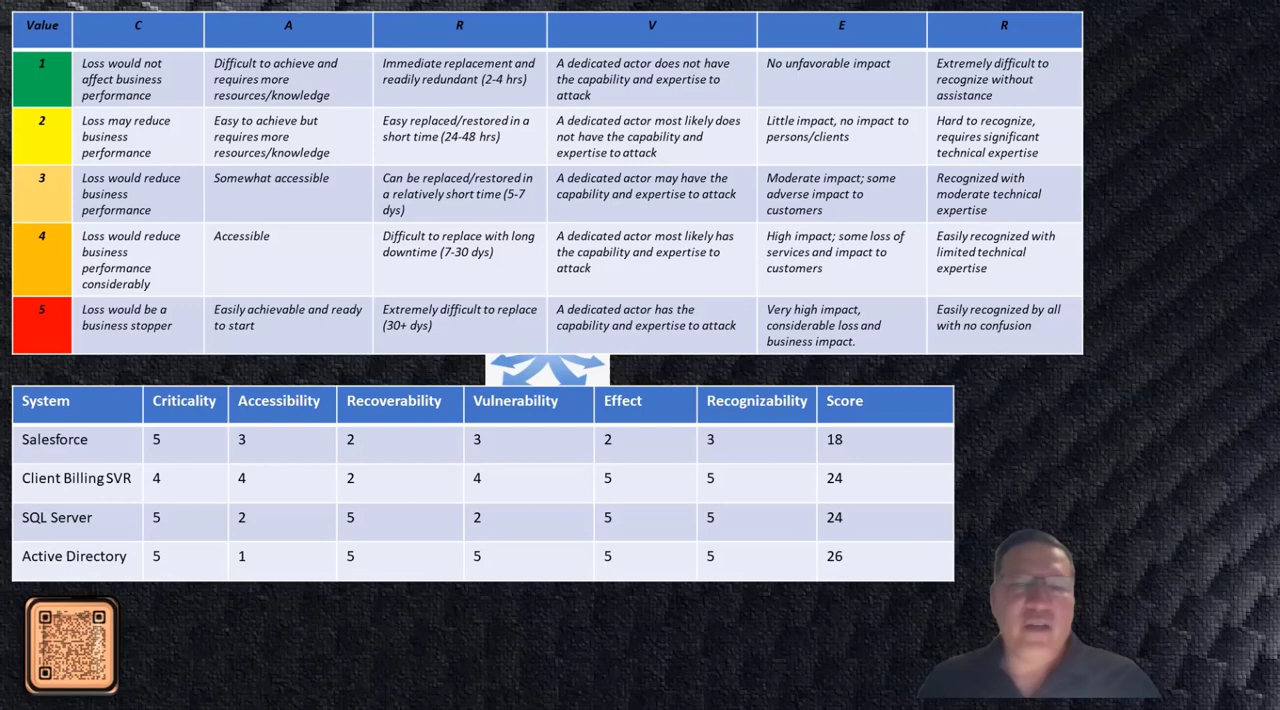 Value C A R V E R
1 Loss would not affect business performance Difficult to achieve and requires more resources/knowledge Immediate replacement and readily redundant (2-4 hrs) A dedicated actor does not have the capability and expertise to attack No unfavorable impact Extremely difficult to recognize without assistance
2 Loss may reduce business performance Easy to achieve but requires more resources/knowledge Easy replaced/restored in a short time (24-48 hrs) A dedicated actor most likely does not have the capability and expertise to attack Little impact, no impact to persons/clients Hard to recognize, requires significant technical expertise
3 Loss would reduce business performance Somewhat accessible Can be replaced/restored in a relatively short time (5-7 dys) A dedicated actor may have the capability and expertise to attack Moderate impact; some adverse impact to customers Recognized with moderate technical expertise
4 Loss would reduce business performance considerably Accessible Difficult to replace with long downtime (7-30 dys) A dedicated actor most likely has the capability and expertise to attack High impact; some loss of services and impact to customers Easily recognized with limited technical expertise
5 Loss would be a business stopper Easily achievable and ready to start Extremely difficult to replace (30+ dys) A dedicated actor has the capability and expertise to attack Very high impact, considerable loss and business impact. Easily recognized by all with no confusion
System Criticality Accessibility Recoverability Vulnerability Effect Recognizability Score
Salesforce 5 3 2 3 2 3 18
Client Billing SVR 4 4 2 4 5 5 24
SQL Server 5 2 5 2 5 5 24
Active Directory 5 1 5 5 5 5 26